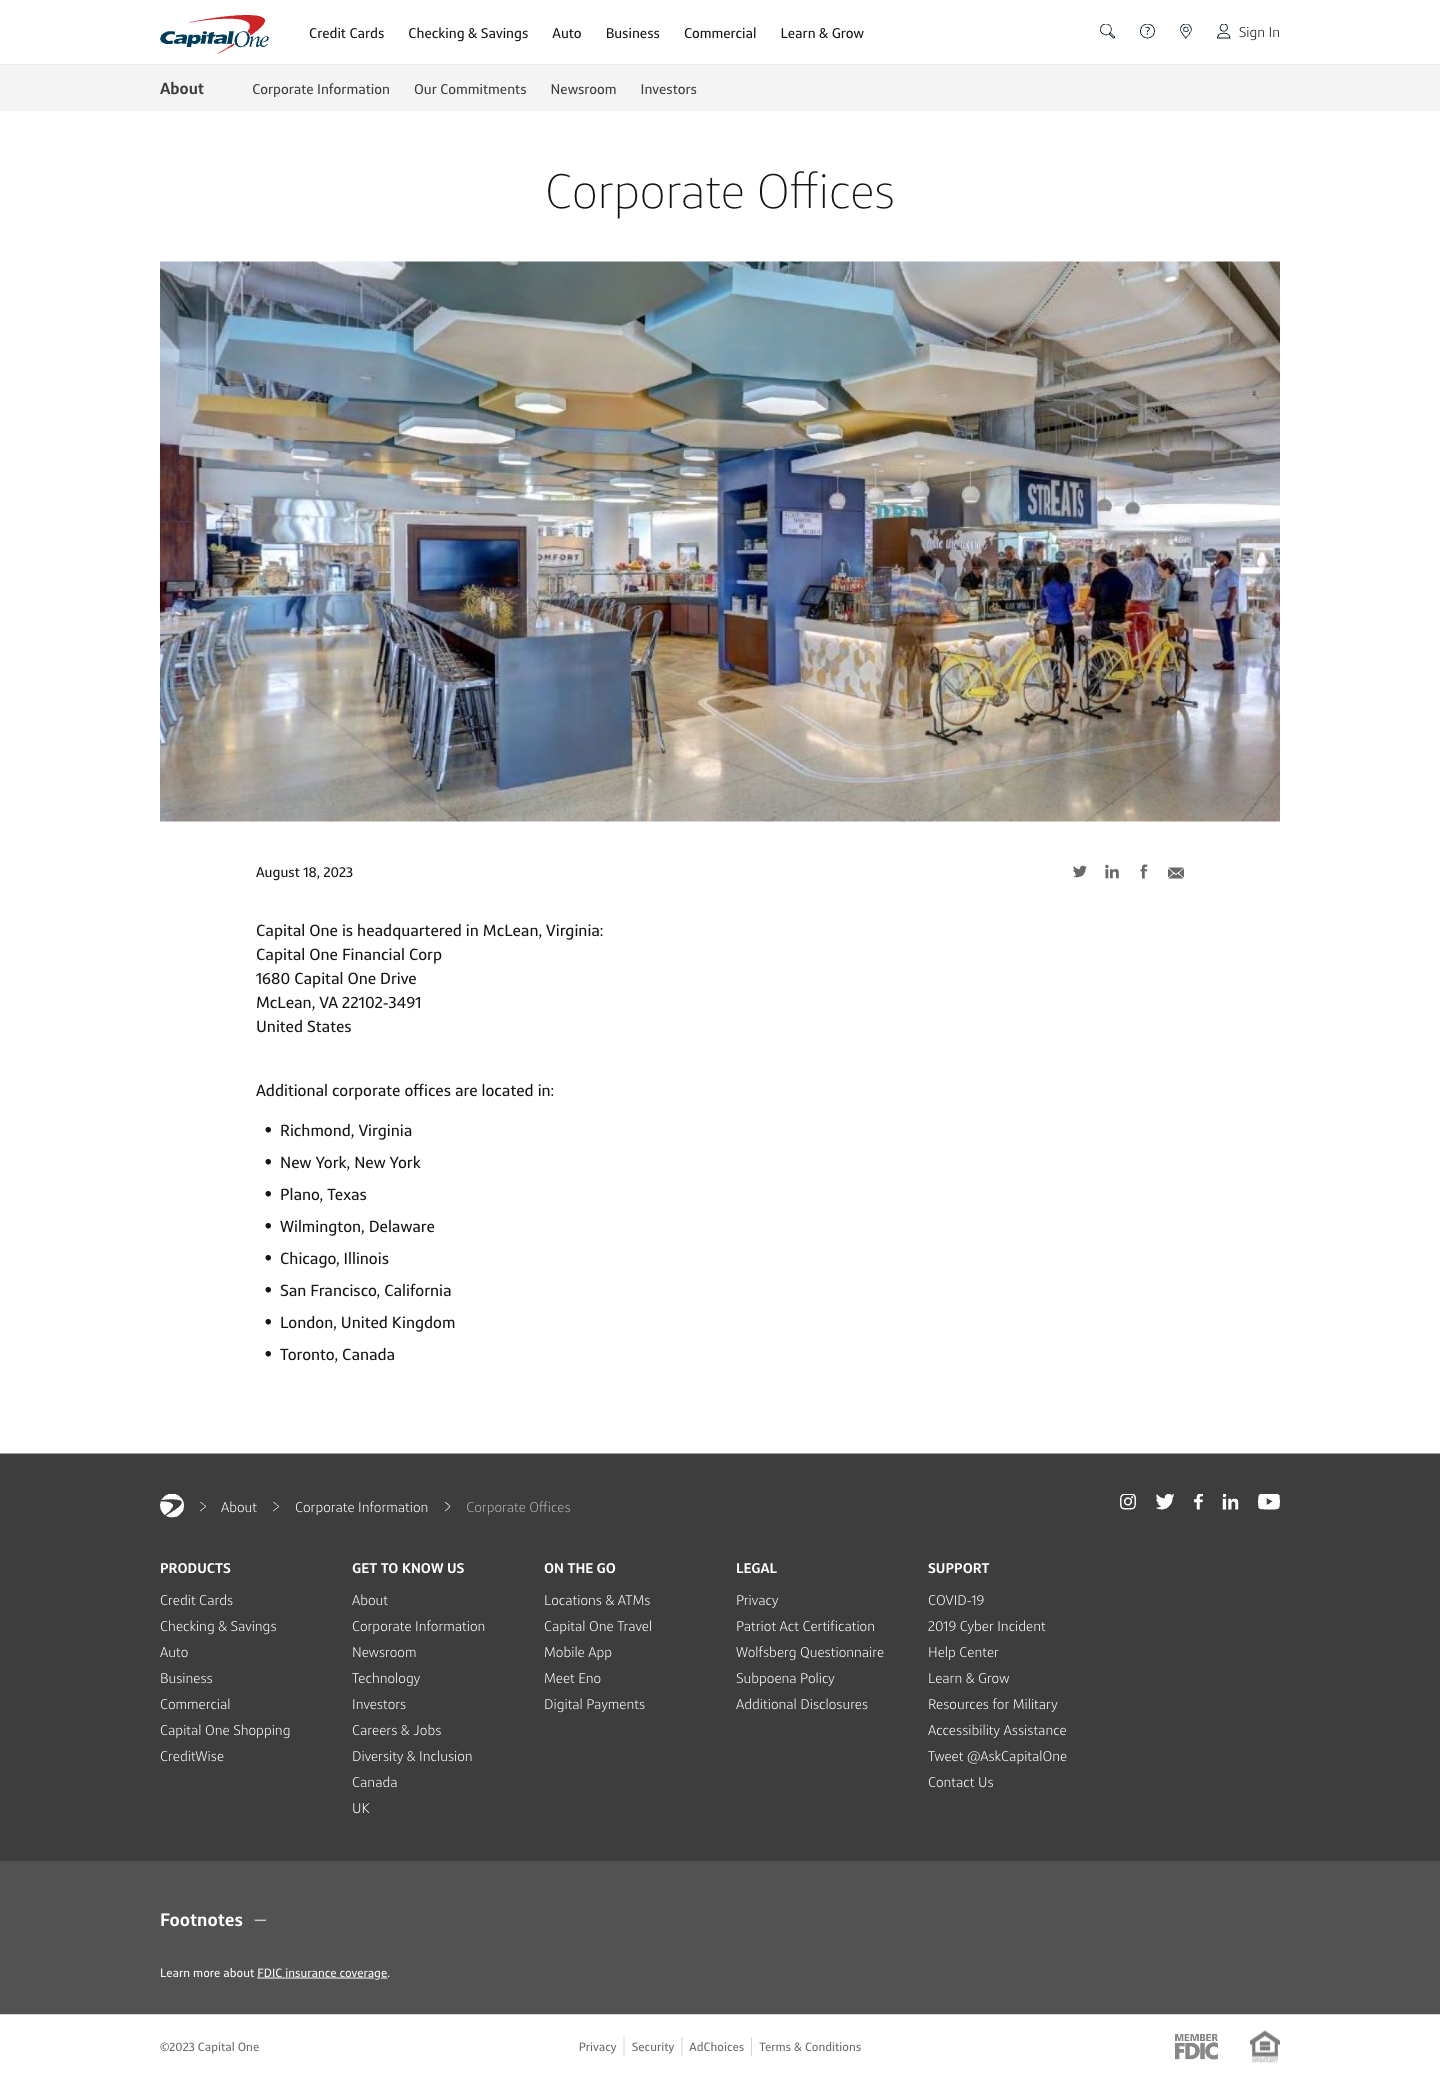 CapitalOne
Credit Cards Checking & Savings Auto Business Commercial Learn & Grow
Sign In
About Corporate Information Our Commitments Newsroom Investors
Corporate Offices
STREATS
OMFORT
August 18, 2023
Capital One is headquartered in McLean, Virginia:
Capital One Financial Corp
1680 Capital One Drive
McLean, VA 22102-3491
United States
Additional corporate offices are located in:
• Richmond, Virginia
• New York, New York
• Plano, Texas
• Wilmington, Delaware
• Chicago, Illinois
• San Francisco, California
• London, United Kingdom
• Toronto, Canada
About Corporate Information Corporate Offices
PRODUCTS
Credit Cards
Checking & Savings
Auto
Business
Commercial
Capital One Shopping
CreditWise
GET TO KNOW US
About
Corporate Information
Newsroom
Technology
Investors
Careers & Jobs
Diversity & Inclusion
Canada
UK
ON THE GO
Locations & ATMs
Capital One Travel
Mobile App
Meet Eno
Digital Payments
LEGAL
Privacy
Patriot Act Certification
Wolfsberg Questionnaire
Subpoena Policy
Additional Disclosures
SUPPORT
COVID-19
2019 Cyber Incident
Help Center
Learn & Grow
Resources for Military
Accessibility Assistance
Tweet @AskCapitalOne
Contact Us
Footnotes
Learn more about FDIC insurance coverage.
©2023 Capital One
Privacy Security AdChoices Terms & Conditions
MEMBER
FDIC